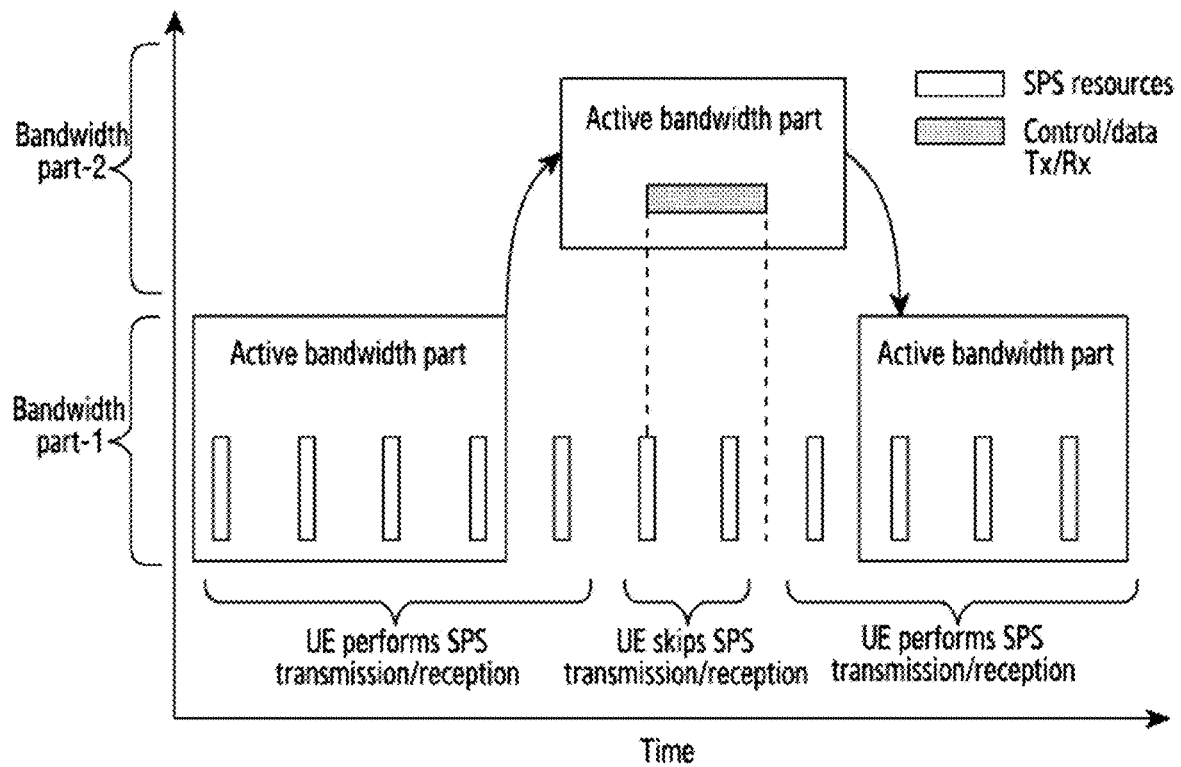 Bandwidth
part-2
Active bandwidth part
SPS resources
Control/data
Tx/Rx
Bandwidth
part-1
Active bandwidth part
Active bandwidth part
UE performs SPS
transmission/reception
UE skips SPS
transmission/reception
UE performs SPS
transmission/reception
Time